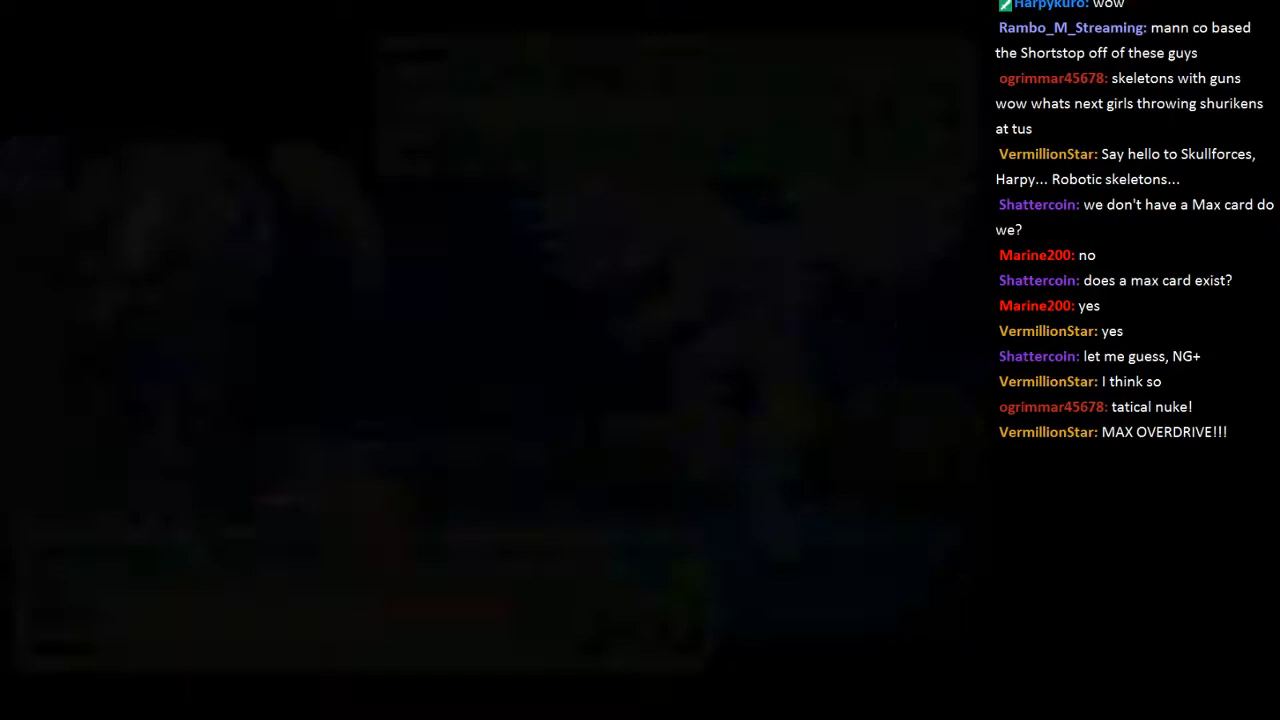 Harpykuro: wow
Rambo_M_Streaming: mann co based
the Shortstop off of these guys
ogrimmar45678: skeletons with guns
wow whats next girls throwing shurikens
at tus
VermillionStar: Say hello to Skullforces,
Harpy... Robotic skeletons...
Shattercoin: we don't have a Max card do
we?
Marine200: no
Shattercoin: does a max card exist?
Marine200: yes
VermillionStar: yes
Shattercoin: let me guess, NG+
VermillionStar: I think so
ogrimmar45678: tatical nuke!
VermillionStar: MAX OVERDRIVE!!!